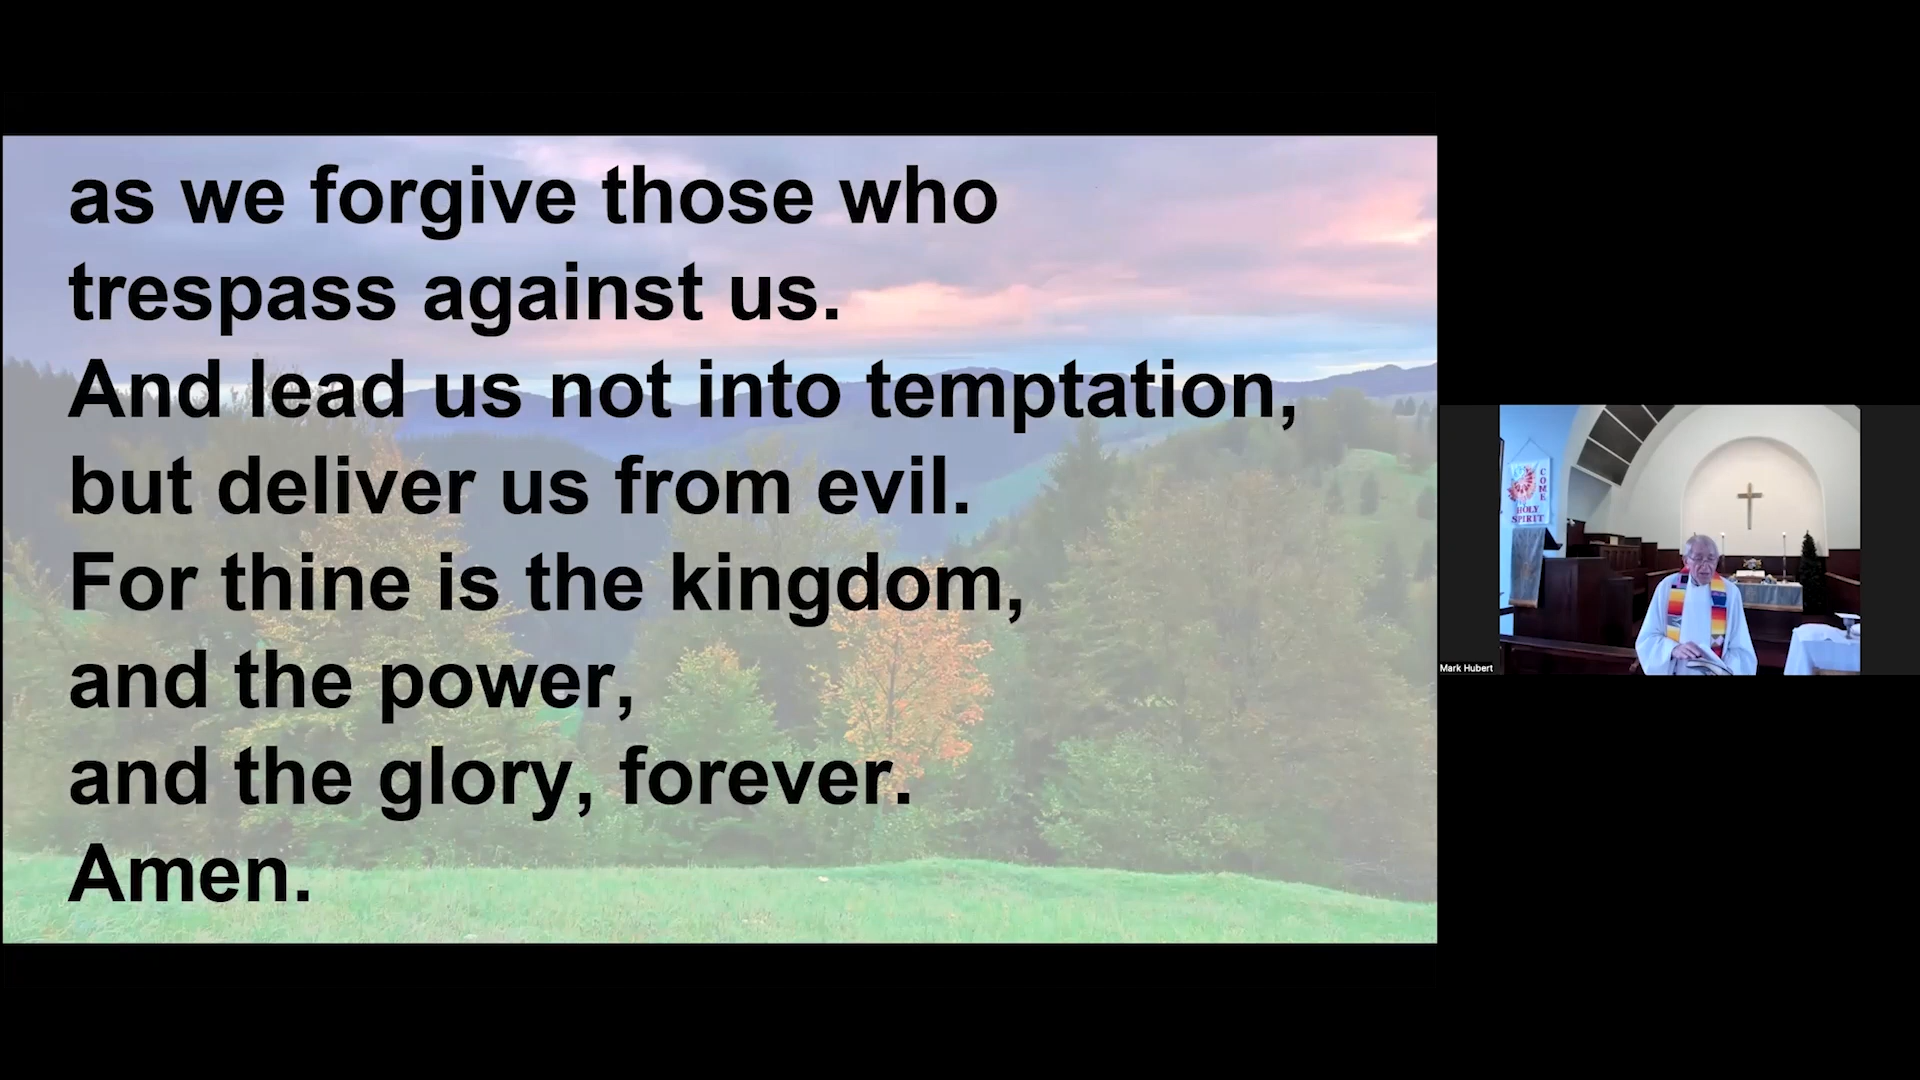 as we forgive those who
trespass against us.
And lead us not into temptation,
but deliver us from evil.
For thine is the kingdom,
and the power,
and the glory, forever.
Amen.
COME
HOLY
SPIRIT
Mark Hubert